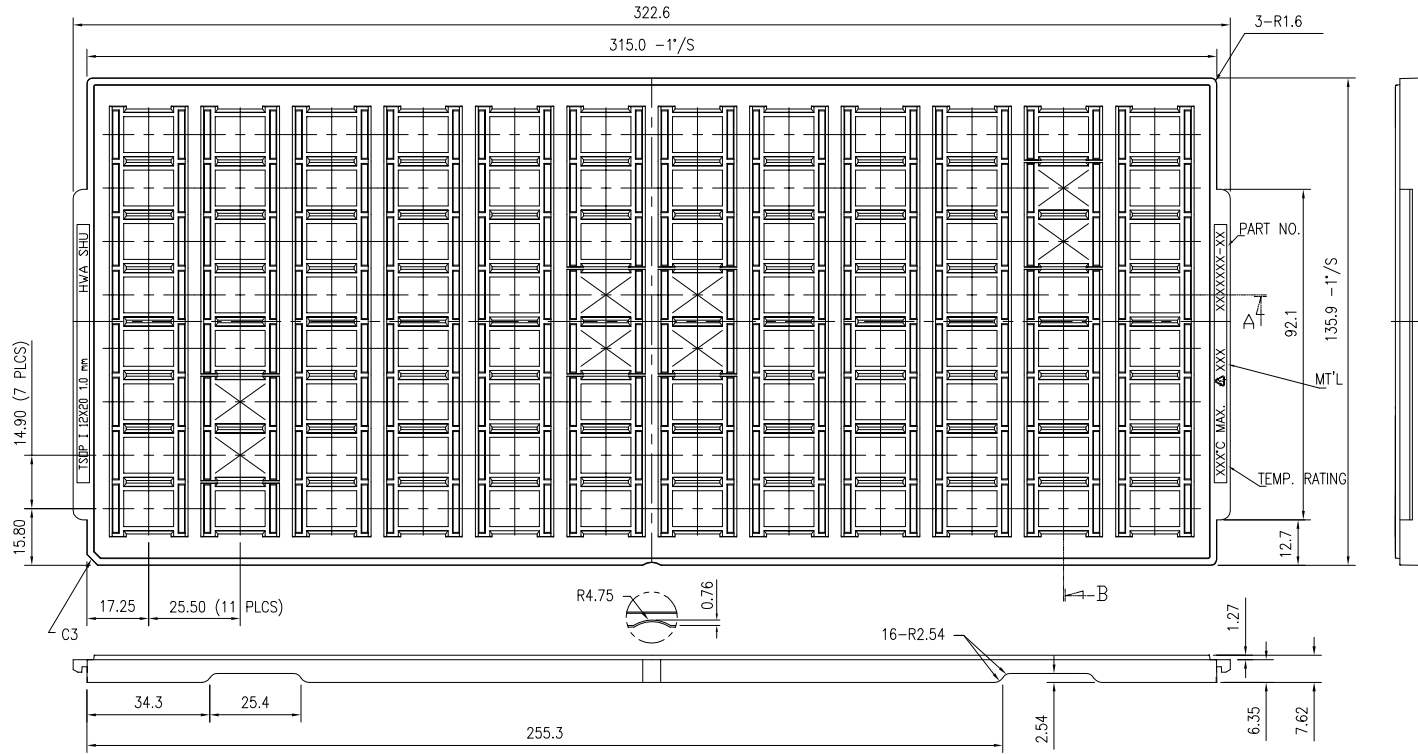 322.6
315.0 -1°/S
3-R1.6
HWA SHU
TSOP I 12X20 1.0 mm
14.90 (7 PLCS)
15.80
PART NO.
XXXXXXX-XX
A
92.1
135.9 -1°/S
XXX
MT'L
XXX°C MAX.
TEMP. RATING
12.7
17.25
25.50 (11 PLCS)
C3
R4.75
0.76
B
16-R2.54
1.27
34.3
25.4
255.3
2.54
6.35
7.62